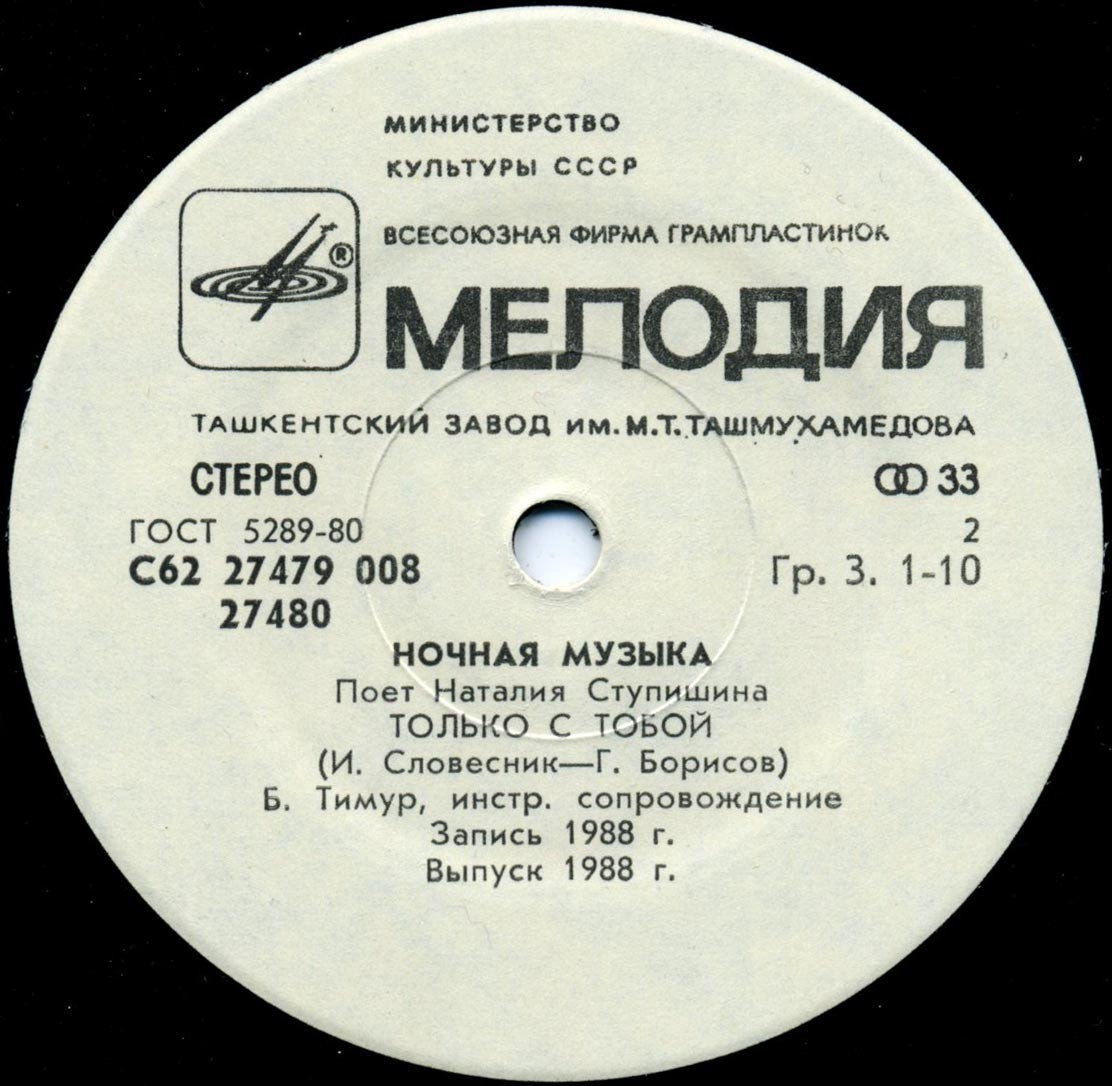 МИНИСТЕРСТВО
КУЛЬТУРЫ СССР
ВСЕСОЮЗНАЯ ФИРМА ГРАМПЛАСТИНОК
®
МЕЛОДИЯ
ТАШКЕНТСКИЙ ЗАВОД им. М.Т.ТАШМУХАМЕДОВА
СТЕРЕО 33
ГОСТ 5289-80 2
С62 27479 008 Гр. 3. 1-10
27480
НОЧНАЯ МУЗЫКА
Поет Наталия Ступишина
ТОЛЬКО С ТОБОЙ
(И. Словесник—Г. Борисов)
Б. Тимур, инстр. сопровождение
Запись 1988 г.
Выпуск 1988 г.